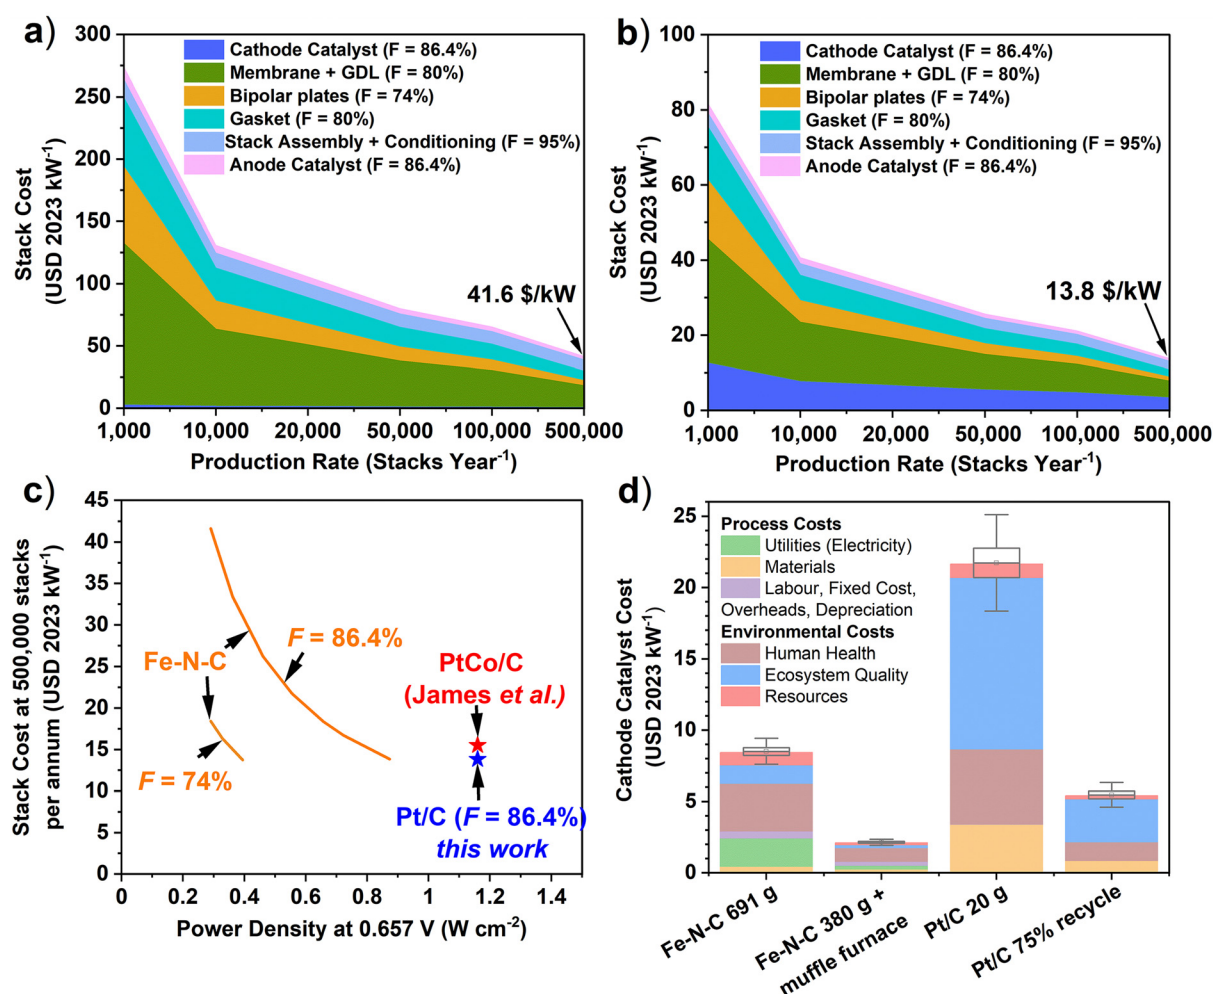 a)
300
250
200
150
100
50
0
Stack Cost
(USD 2023 kW⁻¹)
Cathode Catalyst (F = 86.4%)
Membrane + GDL (F = 80%)
Bipolar plates (F = 74%)
Gasket (F = 80%)
Stack Assembly + Conditioning (F = 95%)
Anode Catalyst (F = 86.4%)
41.6 $/kW
1,000 10,000 20,000 50,000 100,000 500,000
Production Rate (Stacks Year⁻¹)
b)
100
80
60
40
20
0
Stack Cost
(USD 2023 kW⁻¹)
Cathode Catalyst (F = 86.4%)
Membrane + GDL (F = 80%)
Bipolar plates (F = 74%)
Gasket (F = 80%)
Stack Assembly + Conditioning (F = 95%)
Anode Catalyst (F = 86.4%)
13.8 $/kW
1,000 10,000 20,000 50,000 100,000 500,000
Production Rate (Stacks Year⁻¹)
c)
45
40
35
30
25
20
15
10
5
0
Stack Cost at 500,000 stacks
per annum (USD 2023 kW⁻¹)
Fe-N-C
F = 86.4%
F = 74%
PtCo/C
(James et al.)
Pt/C (F = 86.4%)
this work
0 0.2 0.4 0.6 0.8 1 1.2 1.4
Power Density at 0.657 V (W cm⁻²)
d)
25
20
15
10
5
0
Cathode Catalyst Cost
(USD 2023 kW⁻¹)
Process Costs
Utilities (Electricity)
Materials
Labour, Fixed Cost,
Overheads, Depreciation
Environmental Costs
Human Health
Ecosystem Quality
Resources
Fe-N-C 691 g
Fe-N-C 380 g +
muffle furnace
Pt/C 20 g
Pt/C 75% recycle